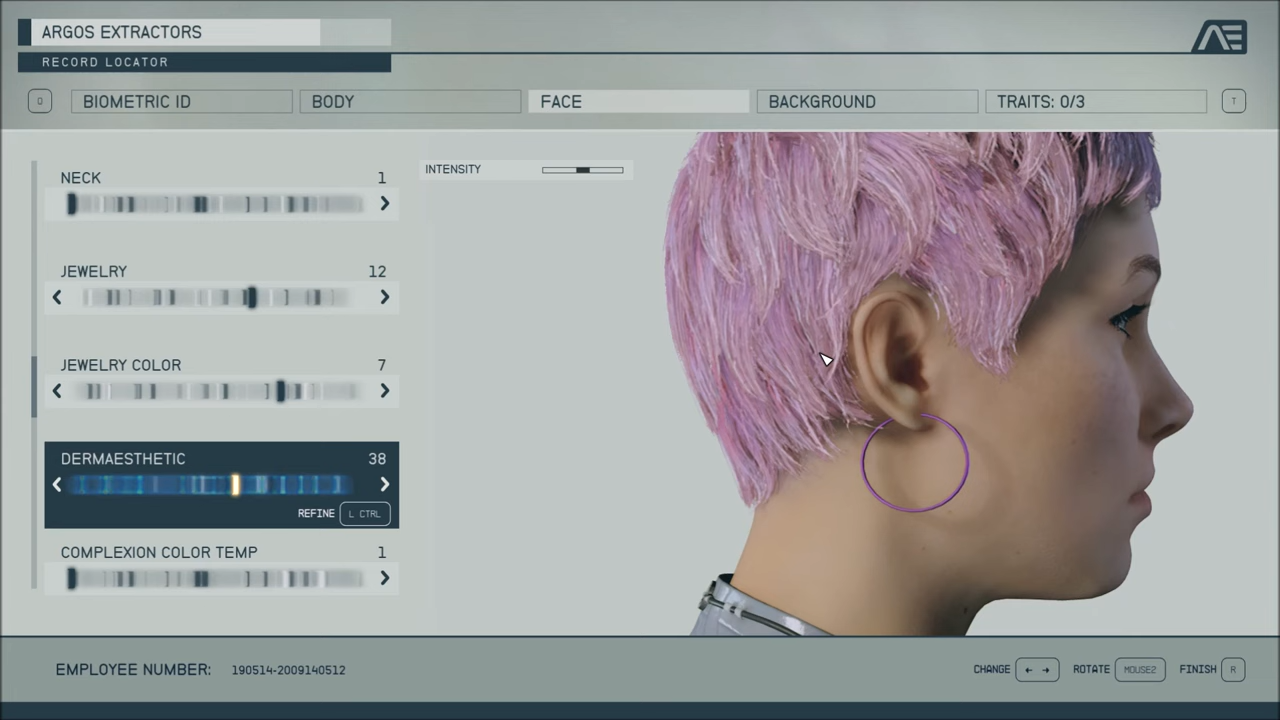 ARGOS EXTRACTORS
RECORD LOCATOR
Q BIOMETRIC ID BODY FACE BACKGROUND TRAITS: 0/3 T
NECK 1
INTENSITY
JEWELRY 12
JEWELRY COLOR 7
DERMAESTHETIC 38
REFINE L CTRL
COMPLEXION COLOR TEMP 1
EMPLOYEE NUMBER: 190514-2009140512
CHANGE ROTATE MOUSE2 FINISH R